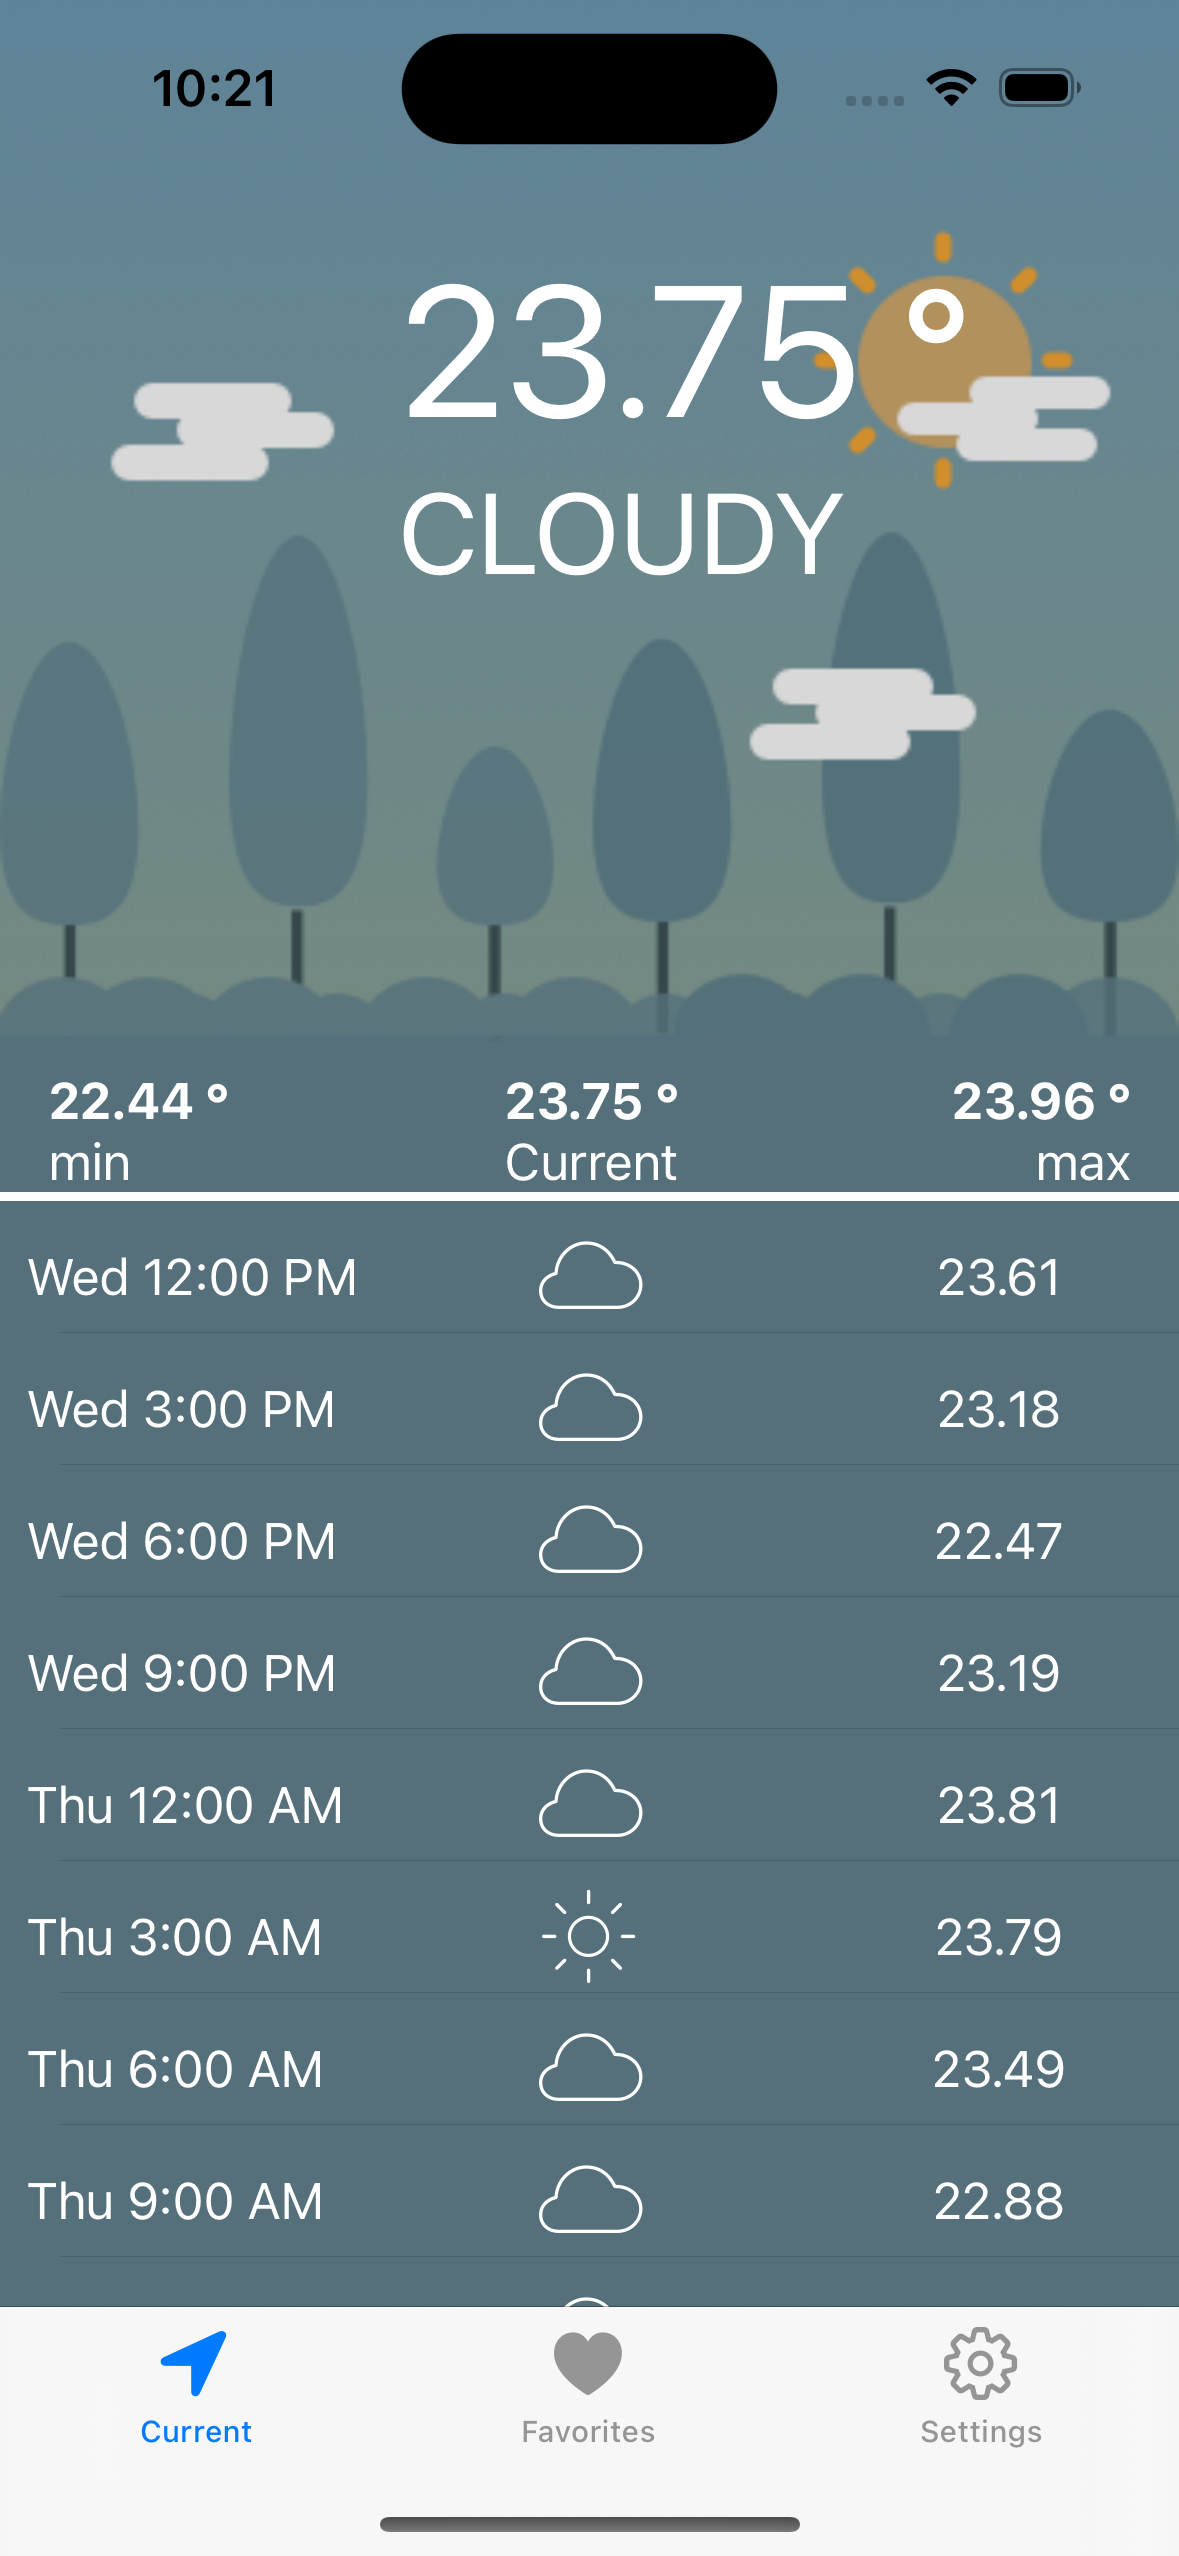 10:21
23.75 °
CLOUDY
22.44 ° 23.75 ° 23.96 °
min Current max
Wed 12:00 PM 23.61
Wed 3:00 PM 23.18
Wed 6:00 PM 22.47
Wed 9:00 PM 23.19
Thu 12:00 AM 23.81
Thu 3:00 AM 23.79
Thu 6:00 AM 23.49
Thu 9:00 AM 22.88
Current Favorites Settings